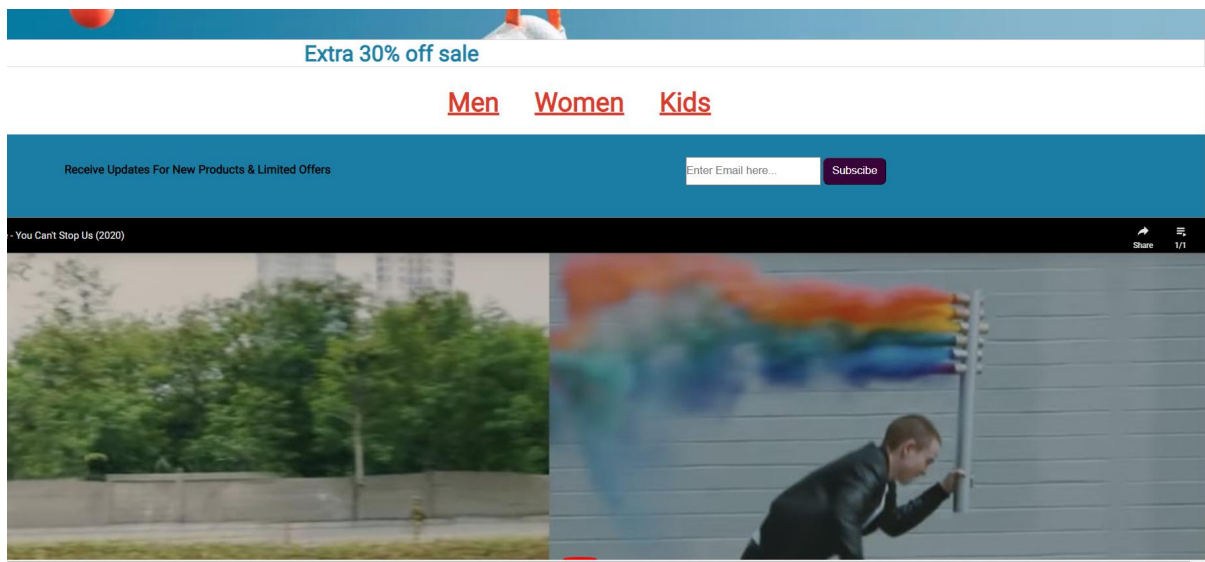 Extra 30% off sale
Men Women Kids
Receive Updates For New Products & Limited Offers
Enter Email here... Subscibe
- You Can't Stop Us (2020)
Share 1/1